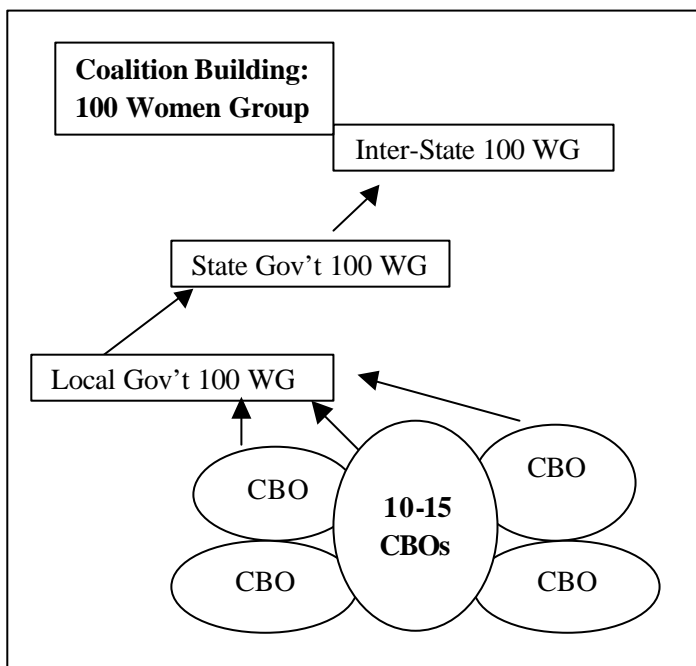 Coalition Building:
100 Women Group
Inter-State 100 WG
State Gov’t 100 WG
Local Gov’t 100 WG
CBO
CBO
10-15
CBOs
CBO
CBO